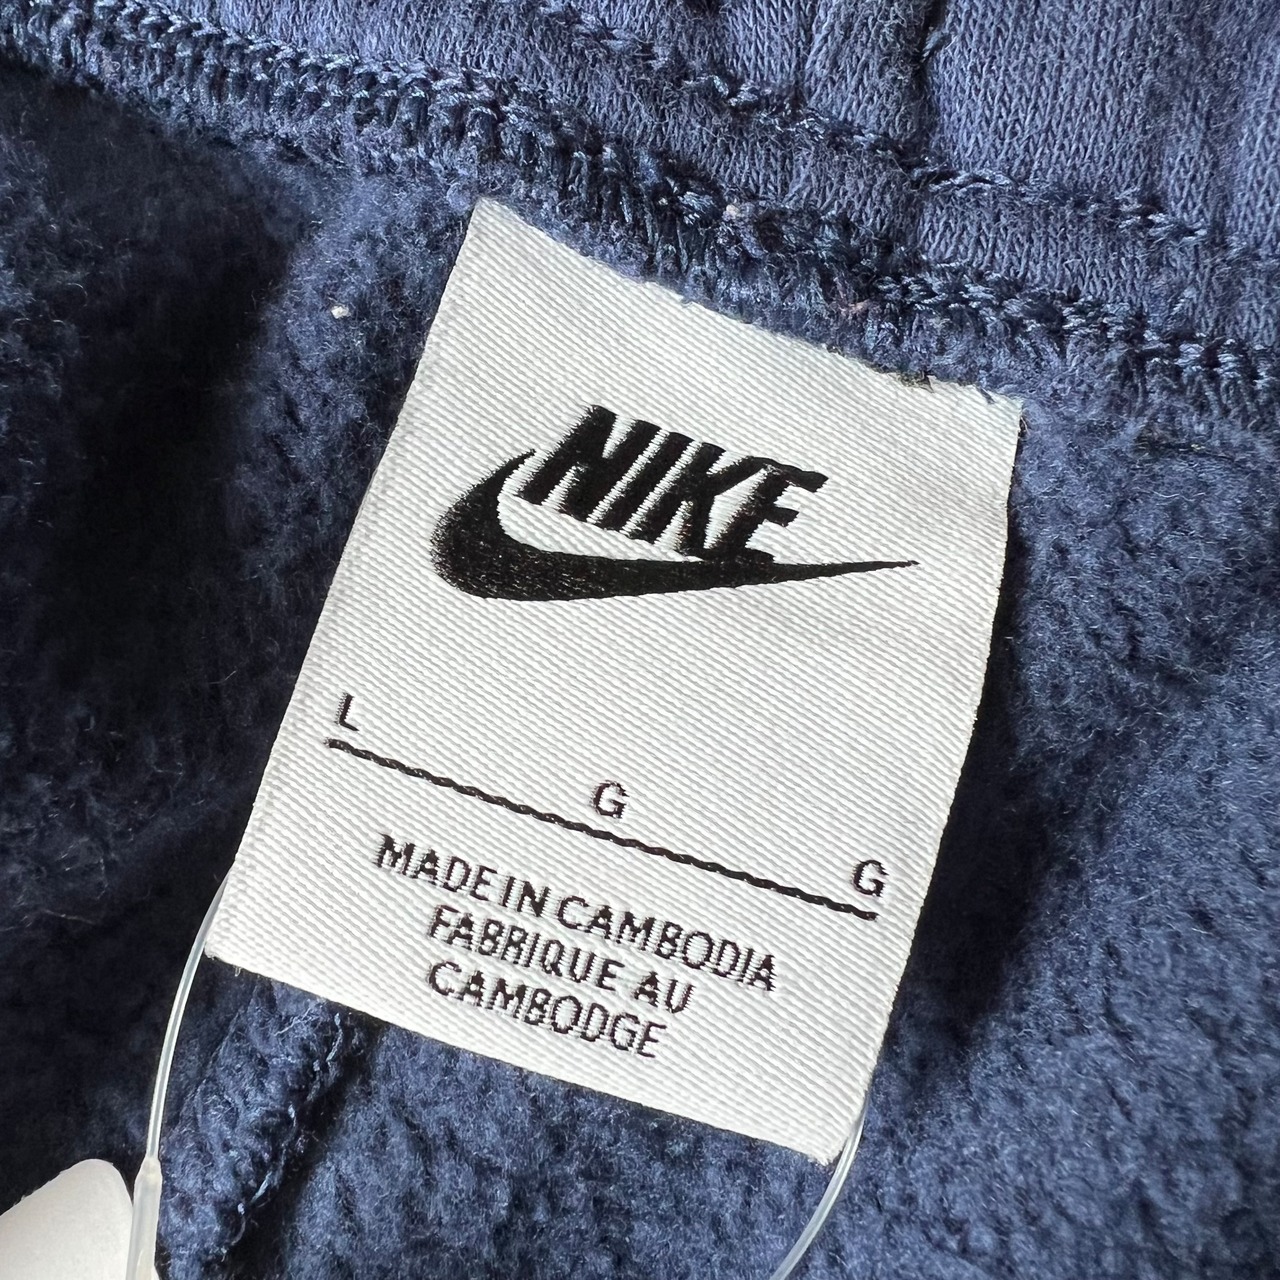 NIKE
L G G
MADE IN CAMBODIA
FABRIQUE AU
CAMBODGE